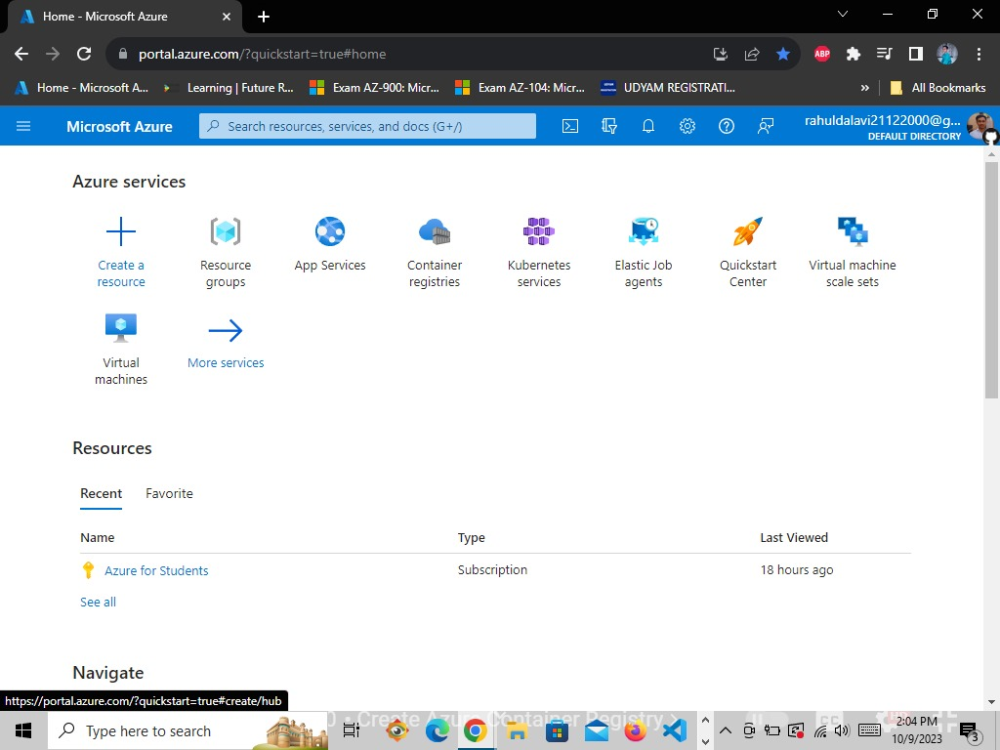 Home - Microsoft Azure
portal.azure.com/?quickstart=true#home
ABP
Home - Microsoft A...
Learning | Future R...
Exam AZ-900: Micr...
Exam AZ-104: Micr...
UDYAM REGISTRATI...
»
All Bookmarks
Microsoft Azure
Search resources, services, and docs (G+/)
rahuldalavi21122000@g...
DEFAULT DIRECTORY
Azure services
Create a
resource
Resource
groups
App Services
Container
registries
Kubernetes
services
Elastic Job
agents
Quickstart
Center
Virtual machine
scale sets
Virtual
machines
More services
Resources
Recent
Favorite
Name
Type
Last Viewed
Azure for Students
Subscription
18 hours ago
See all
Navigate
https://portal.azure.com/?quickstart=true#create/hub
Type here to search
• Create Azure Container Registry
2:04 PM
10/9/2023
3